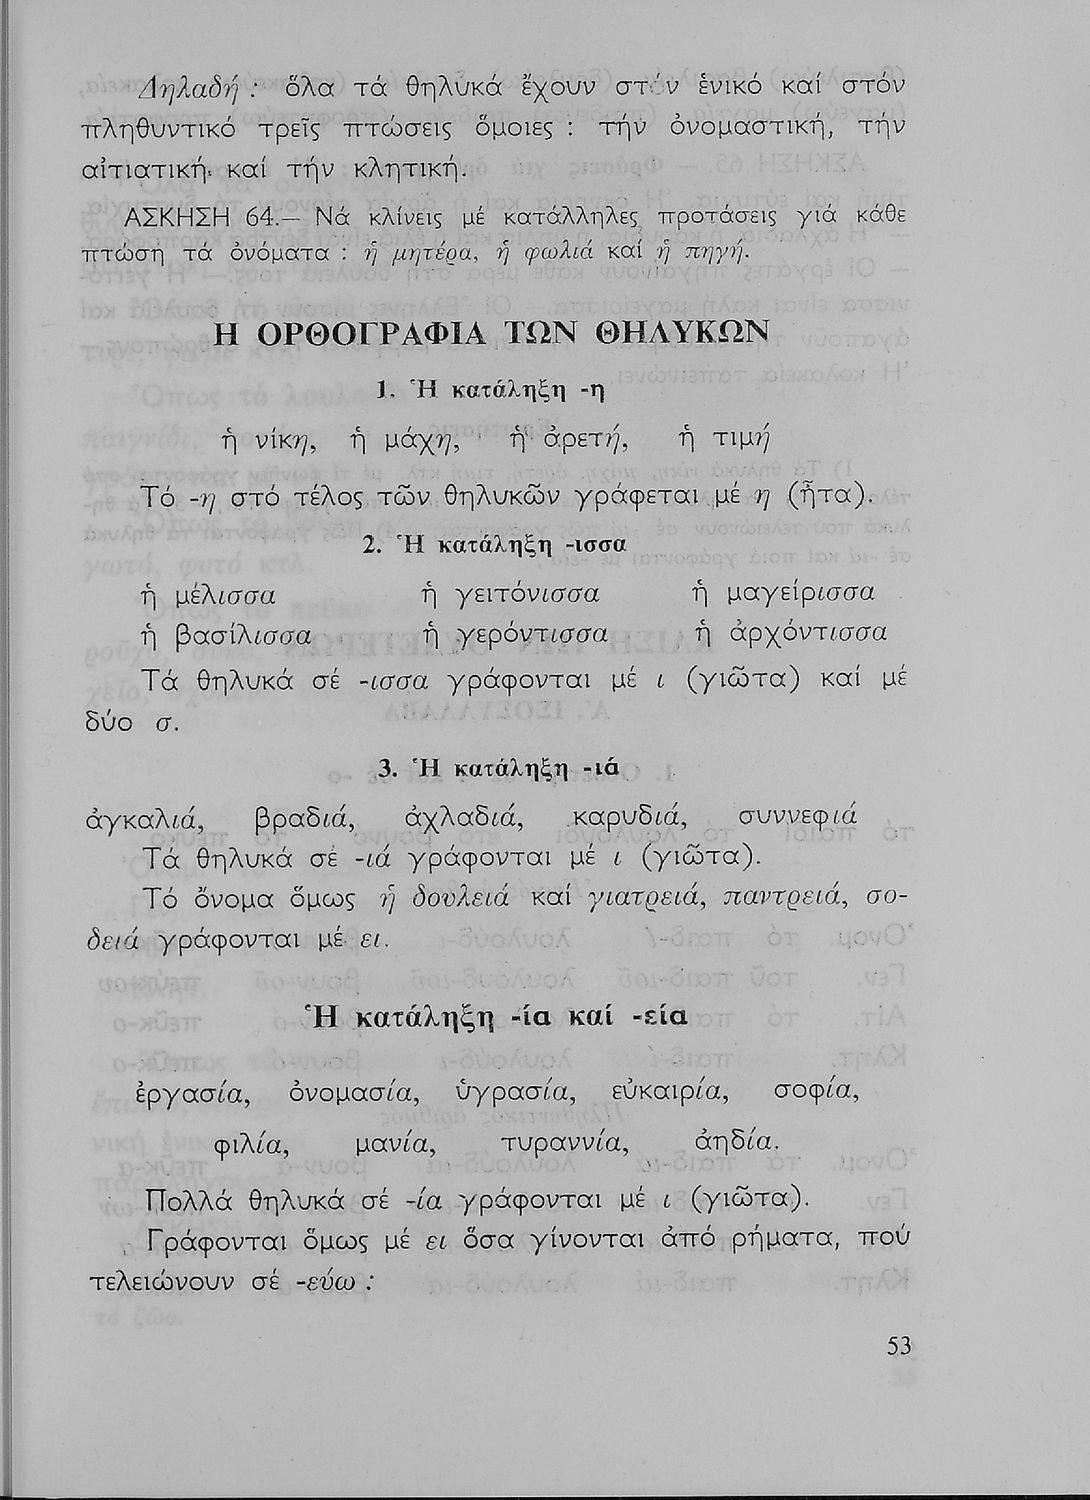 Δηλαδή : ὅλα τά θηλυκά ἔχουν στόν ἑνικό καί στόν
πληθυντικό τρεῖς πτώσεις ὅμοιες : τήν ὀνομαστική, τήν
αἰτιατική· καί τήν κλητική.
ΑΣΚΗΣΗ 64.— Νά κλίνεις μέ κατάλληλες προτάσεις γιά κάθε
πτώση τά ὀνόματα : ἡ μητέρα, ἡ φωλιά καί ἡ πηγή.
Η ΟΡΘΟΓΡΑΦΙΑ ΤΩΝ ΘΗΛΥΚΩΝ
1. Ἡ κατάληξη -η
ἡ νίκη, ἡ μάχη, ἡ ἀρετή, ἡ τιμή
Τό -η στό τέλος τῶν θηλυκῶν γράφεται μέ η (ἦτα).
2. Ἡ κατάληξη -ισσα
ἡ μέλισσα ἡ γειτόνισσα ἡ μαγείρισσα
ἡ βασίλισσα ἡ γερόντισσα ἡ ἀρχόντισσα
Τά θηλυκά σέ -ισσα γράφονται μέ ι (γιῶτα) καί μέ
δύο σ.
3. Ἡ κατάληξη -ιά
ἀγκαλιά, βραδιά, ἀχλαδιά, καρυδιά, συννεφιά
Τά θηλυκά σέ -ιά γράφονται μέ ι (γιῶτα).
Τό ὄνομα ὅμως ἡ δουλειά καί γιατρειά, παντρειά, σο-
δειά γράφονται μέ ει.
Ἡ κατάληξη -ία καί -εία
ἐργασία, ὀνομασία, ὑγρασία, εὐκαιρία, σοφία,
φιλία, μανία, τυραννία, ἀηδία.
Πολλά θηλυκά σέ -ία γράφονται μέ ι (γιῶτα).
Γράφονται ὅμως μέ ει ὅσα γίνονται ἀπό ρήματα, πού
τελειώνουν σέ -εύω :
53